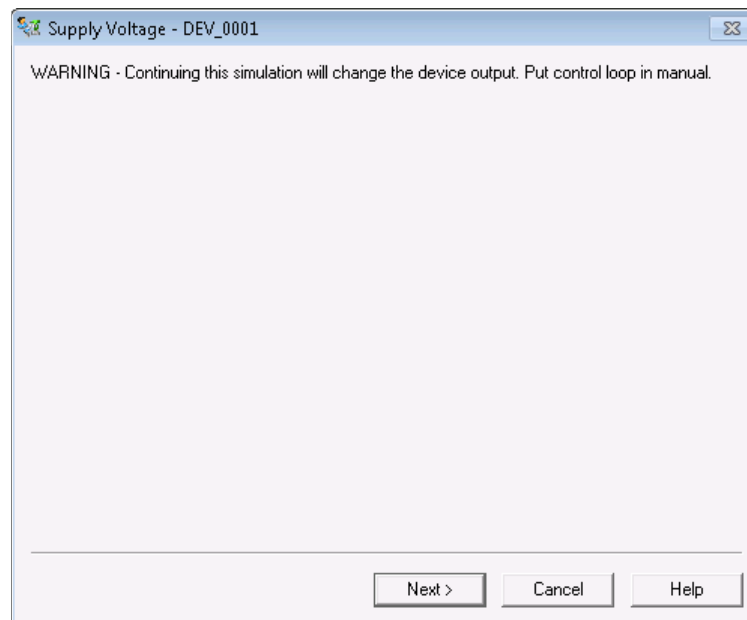 Supply Voltage - DEV_0001
WARNING - Continuing this simulation will change the device output. Put control loop in manual.
Next >
Cancel
Help